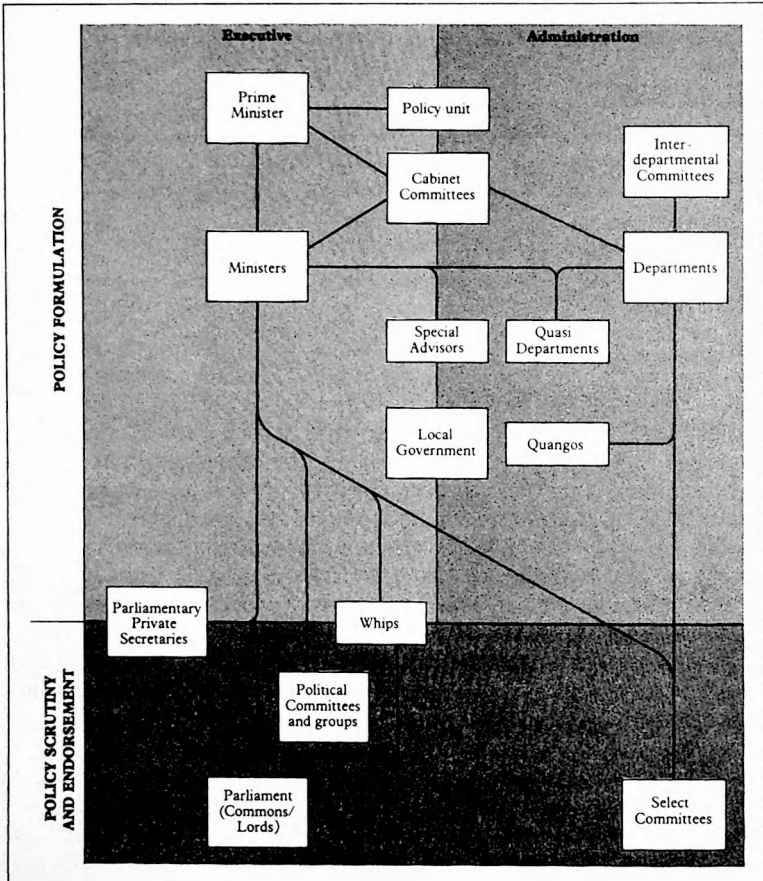 Executive
Administration
POLICY FORMULATION
Prime
Minister
Policy unit
Inter-
departmental
Committees
Cabinet
Committees
Ministers
Departments
Special
Advisors
Quasi
Departments
Local
Government
Quangos
Parliamentary
Private
Secretaries
Whips
POLICY SCRUTINY
AND ENDORSEMENT
Political
Committees
and groups
Parliament
(Commons/
Lords)
Select
Committees